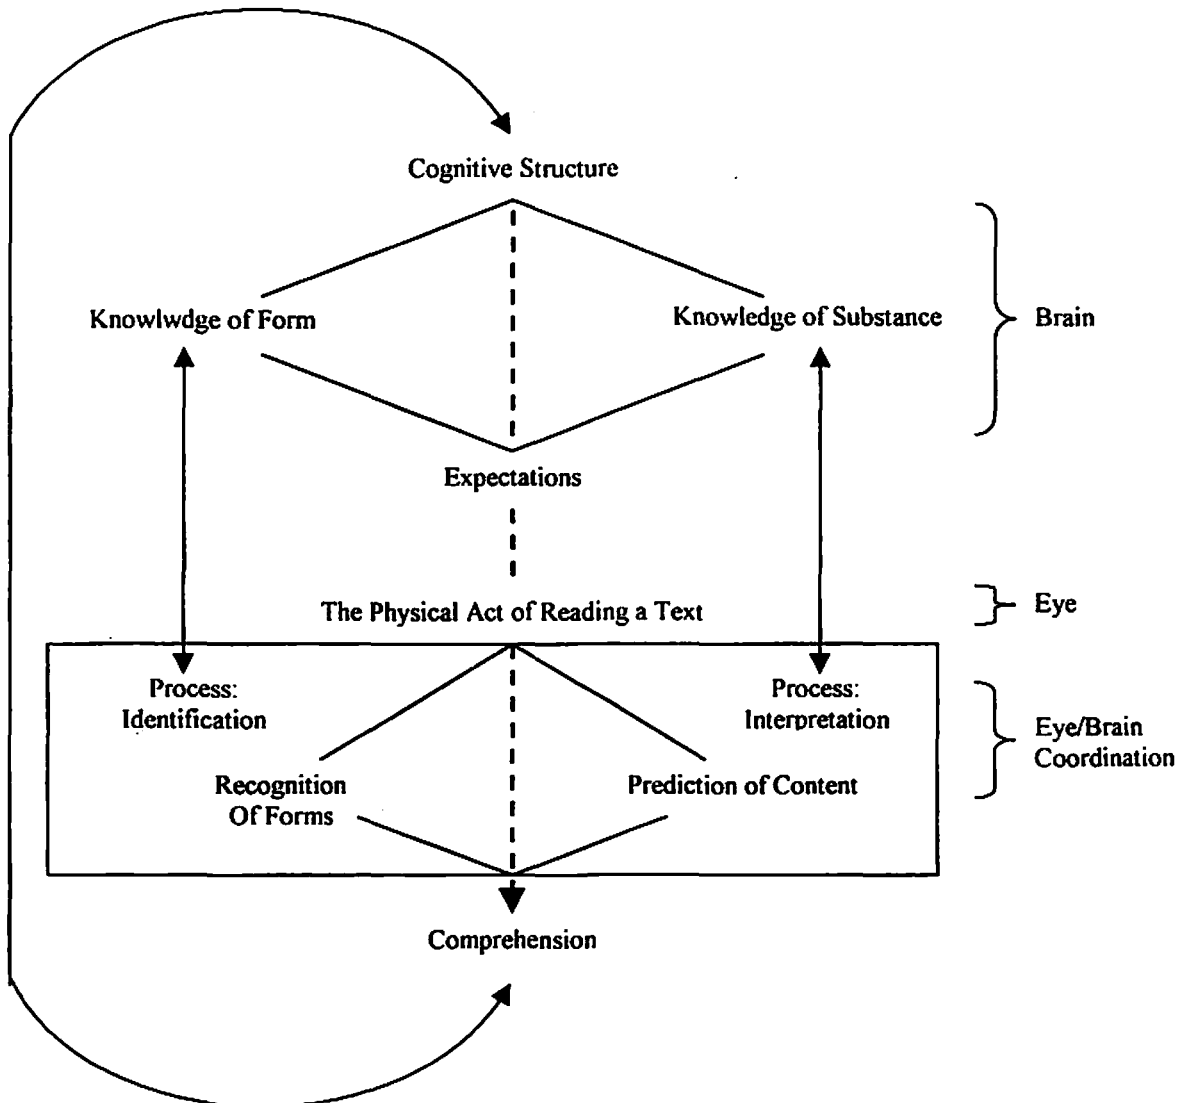 Cognitive Structure
Knowlwdge of Form
Knowledge of Substance
Brain
Expectations
The Physical Act of Reading a Text
Eye
Process:
Identification
Process:
Interpretation
Eye/Brain
Coordination
Recognition
Of Forms
Prediction of Content
Comprehension